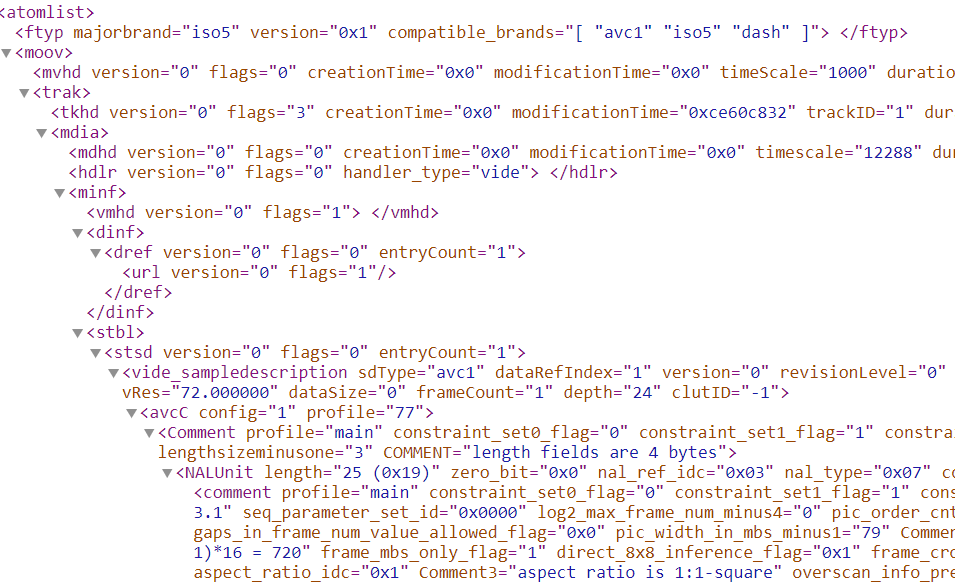 <atomlist>
<ftyp majorbrand="iso5" version="0x1" compatible_brands="[ "avc1" "iso5" "dash" ]"> </ftyp>
<moov>
<mvhd version="0" flags="0" creationTime="0x0" modificationTime="0x0" timeScale="1000" duratio
<trak>
<tkhd version="0" flags="3" creationTime="0x0" modificationTime="0xce60c832" trackID="1" dur
<mdia>
<mdhd version="0" flags="0" creationTime="0x0" modificationTime="0x0" timescale="12288" du
<hdlr version="0" flags="0" handler_type="vide"> </hdlr>
<minf>
<vmhd version="0" flags="1"> </vmhd>
<dinf>
<dref version="0" flags="0" entryCount="1">
<url version="0" flags="1"/>
</dref>
</dinf>
<stbl>
<stsd version="0" flags="0" entryCount="1">
<vide_sampledescription sdType="avc1" dataRefIndex="1" version="0" revisionLevel="0"
vRes="72.000000" dataSize="0" frameCount="1" depth="24" clutID="-1">
<avcC config="1" profile="77">
<Comment profile="main" constraint_set0_flag="0" constraint_set1_flag="1" constra
lengthsizeminusone="3" COMMENT="length fields are 4 bytes">
<NALUnit length="25 (0x19)" zero_bit="0x0" nal_ref_idc="0x03" nal_type="0x07" co
<comment profile="main" constraint_set0_flag="0" constraint_set1_flag="1" cons
3.1" seq_parameter_set_id="0x0000" log2_max_frame_num_minus4="0" pic_order_cnt
gaps_in_frame_num_value_allowed_flag="0x0" pic_width_in_mbs_minus1="79" Commen
1)*16 = 720" frame_mbs_only_flag="1" direct_8x8_inference_flag="0x1" frame_cro
aspect_ratio_idc="0x1" Comment3="aspect ratio is 1:1-square" overscan_info_pre